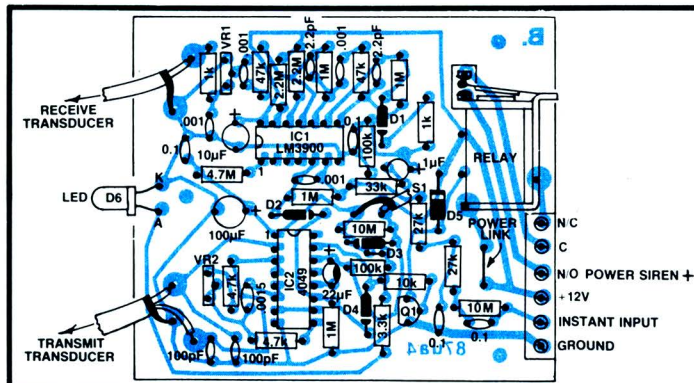 B.
1k
VR1
.001
47k
2.2M
2.2M
2.2pF
1M
.001
47k
2.2pF
1M
RECEIVE
TRANSDUCER
.001
0.1
10µF
IC1
LM3900
0.1
100k
D1
1k
1µF
RELAY
4.7M
1
.001
1M
33k
S1
LED
D6
K
A
100µF
D2
10M
27k
D5
POWER
LINK
N/C
C
N/O POWER SIREN +
+12V
INSTANT INPUT
GROUND
1
IC2
4049
D3
100k
10k
27k
VR2
4.7k
.0015
22µF
D4
1M
3.3k
Q1
0.1
10M
0.1
TRANSMIT
TRANSDUCER
100pF
100pF
4.7k
87ua4